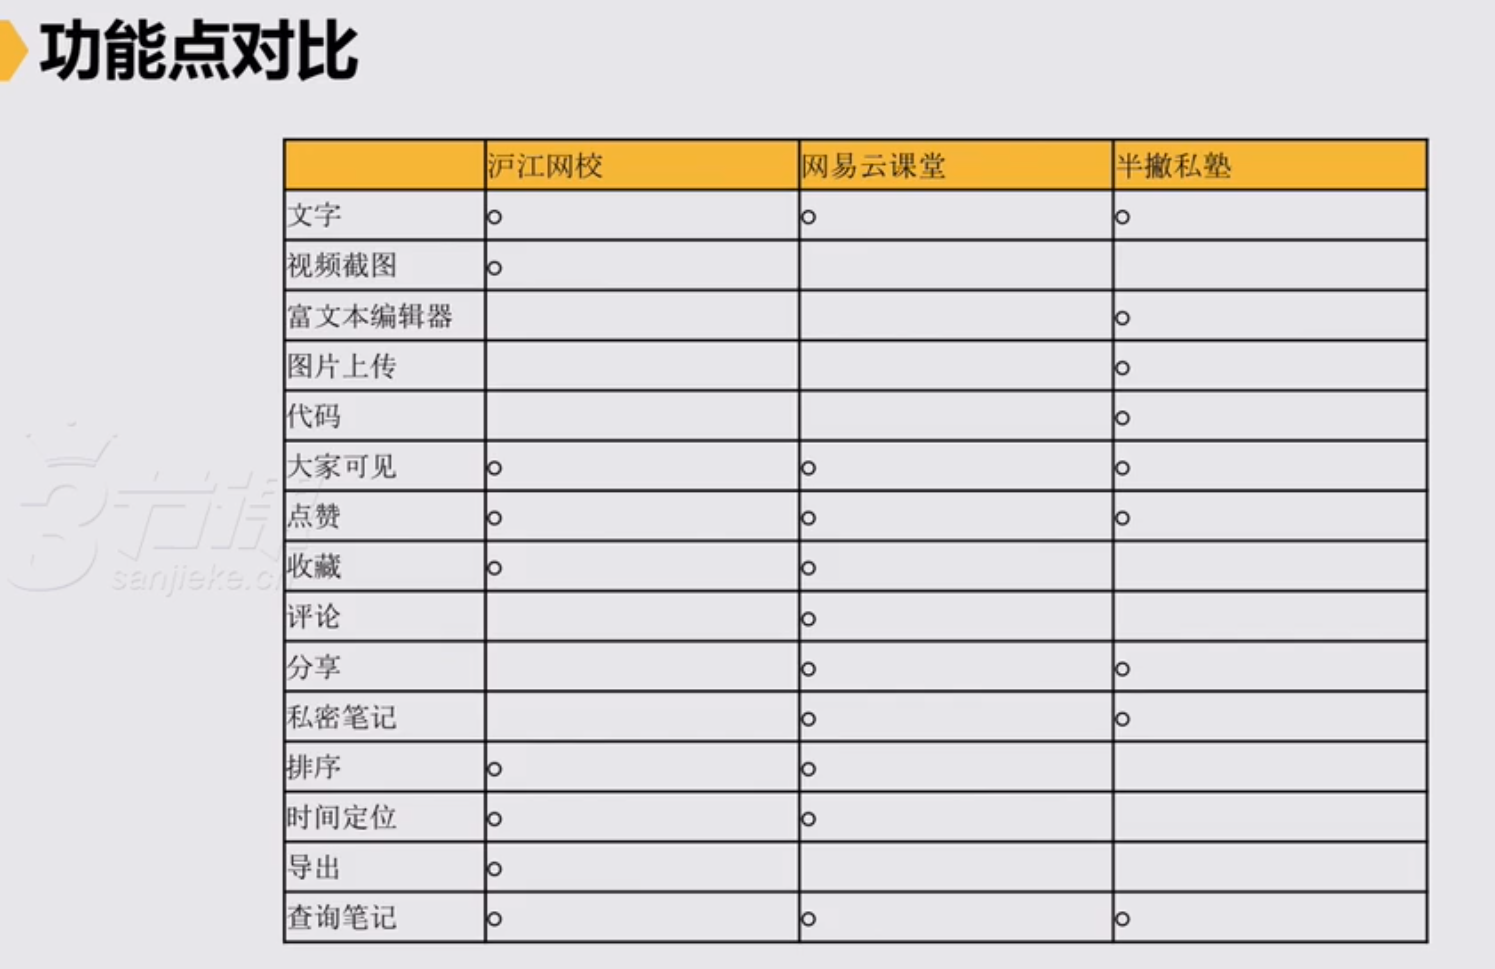 功能点对比
沪江网校 网易云课堂 半撇私塾
文字 ○ ○ ○
视频截图 ○
富文本编辑器 ○
图片上传 ○
代码 ○
大家可见 ○ ○ ○
点赞 ○ ○ ○
收藏 ○ ○
评论 ○
分享 ○ ○
私密笔记 ○ ○
排序 ○ ○
时间定位 ○ ○
导出 ○
查询笔记 ○ ○ ○
sanjieke.cn